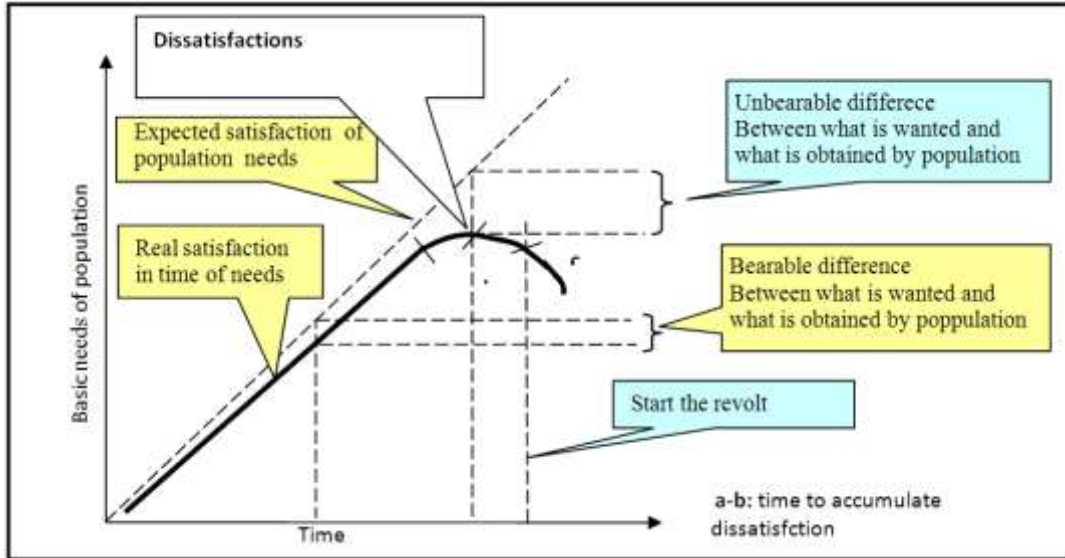 Dissatisfactions
Expected satisfaction of
population needs
Real satisfaction
in time of needs
Unbearable dififerece
Between what is wanted and
what is obtained by population
Bearable difference
Between what is wanted and
what is obtained by poppulation
Start the revolt
Basic needs of population
Time
a-b: time to accumulate
dissatisfction